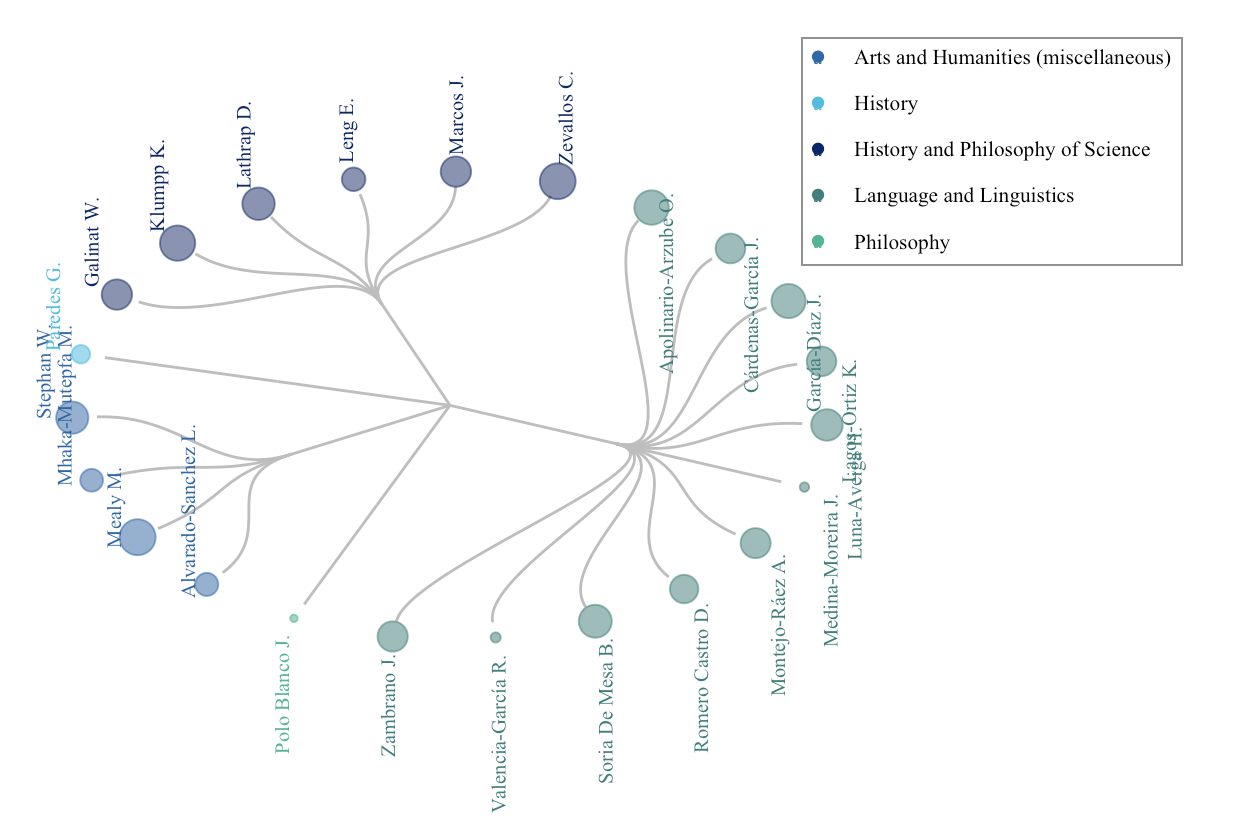 Arts and Humanities (miscellaneous)
History
History and Philosophy of Science
Language and Linguistics
Philosophy
Zevallos C.
Marcos J.
Leng E.
Lathrap D.
Klumpp K.
Galinat W.
Paredes G.
Stephan W.
Mhaka-Mutepfa M.
Mealy M.
Alvarado-Sanchez L.
Polo Blanco J.
Zambrano J.
Valencia-García R.
Soria De Mesa B.
Romero Castro D.
Montejo-Ráez A.
Medina-Moreira J.
Luna-Aveiga H.
Lagos-Ortiz K.
García-Díaz J.
Cárdenas-García J.
Apolinario-Arzube O.